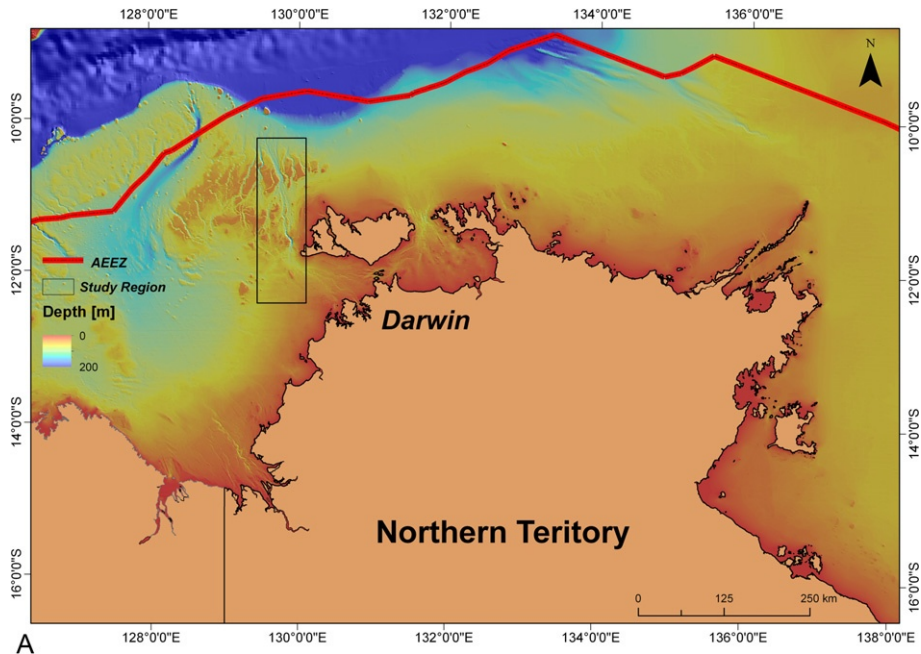 128°0'0"E 130°0'0"E 132°0'0"E 134°0'0"E 136°0'0"E
N
10°0'0"S 10°0'0"S
12°0'0"S 12°0'0"S
AEEZ
Study Region
Depth [m]
0
200
Darwin
14°0'0"S 14°0'0"S
Northern Teritory
16°0'0"S 16°0'0"S
0 125 250 km
A
128°0'0"E 130°0'0"E 132°0'0"E 134°0'0"E 136°0'0"E 138°0'0"E